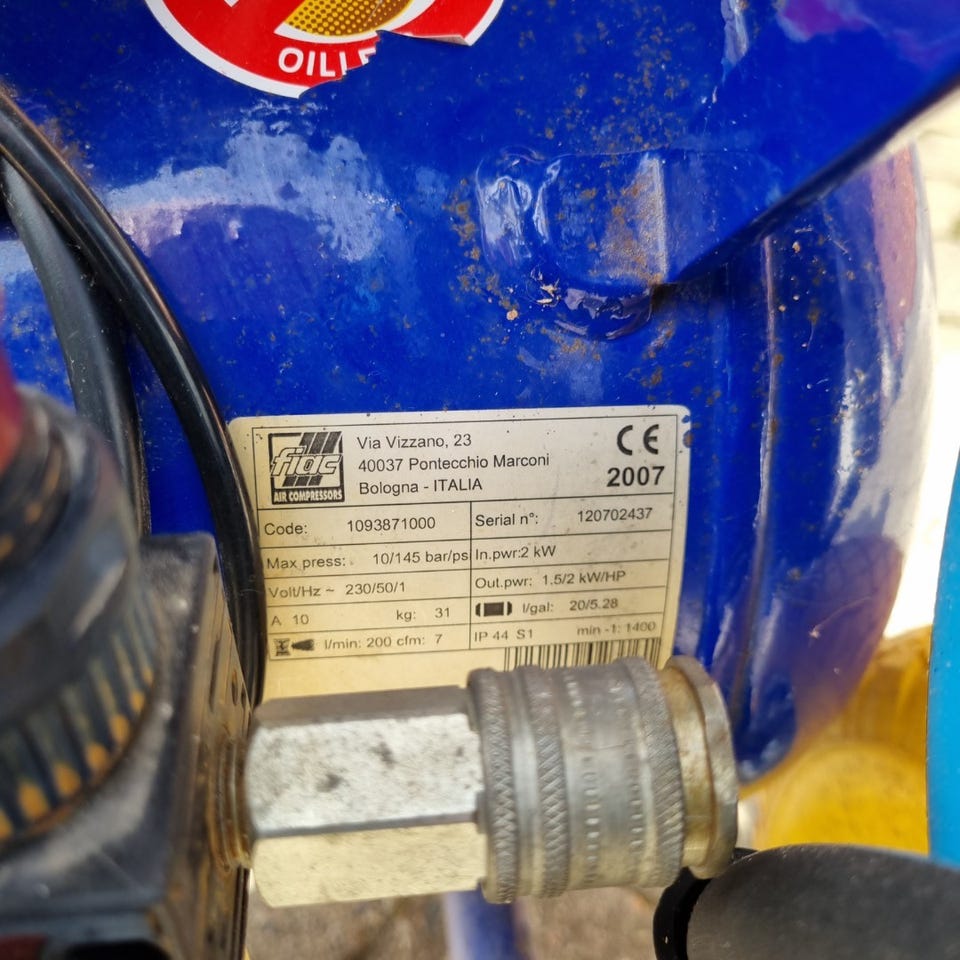 OILLE
fiac
AIR COMPRESSORS
Via Vizzano, 23
40037 Pontecchio Marconi
Bologna - ITALIA
CE
2007
Code: 1093871000
Serial n°: 120702437
Max press: 10/145 bar/ps
In.pwr:2 kW
Volt/Hz ~ 230/50/1
Out.pwr: 1.5/2 kW/HP
A 10 kg: 31
l/gal: 20/5.28
l/min: 200 cfm: 7
IP 44 S1 min -1: 1400